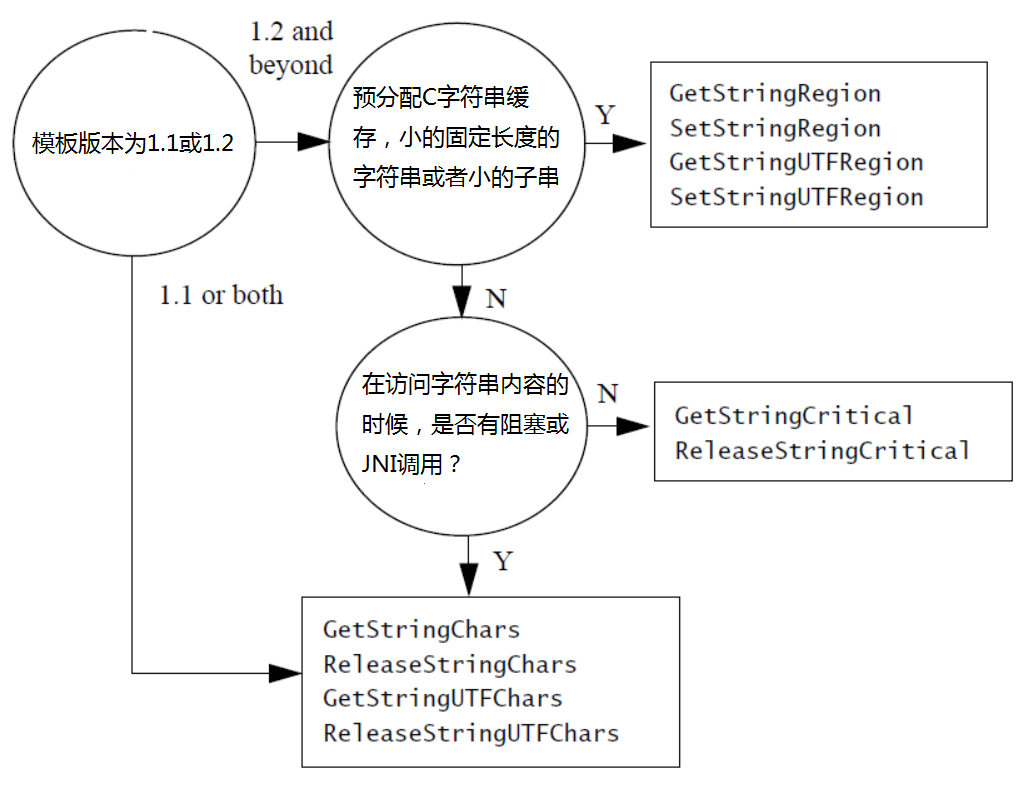 模板版本为1.1或1.2
1.2 and
beyond
预分配C字符串缓
存，小的固定长度的
字符串或者小的子串
Y
GetStringRegion
SetStringRegion
GetStringUTFRegion
SetStringUTFRegion
1.1 or both
N
在访问字符串内容的
时候，是否有阻塞或
JNI调用？
N
GetStringCritical
ReleaseStringCritical
Y
GetStringChars
ReleaseStringChars
GetStringUTFChars
ReleaseStringUTFChars